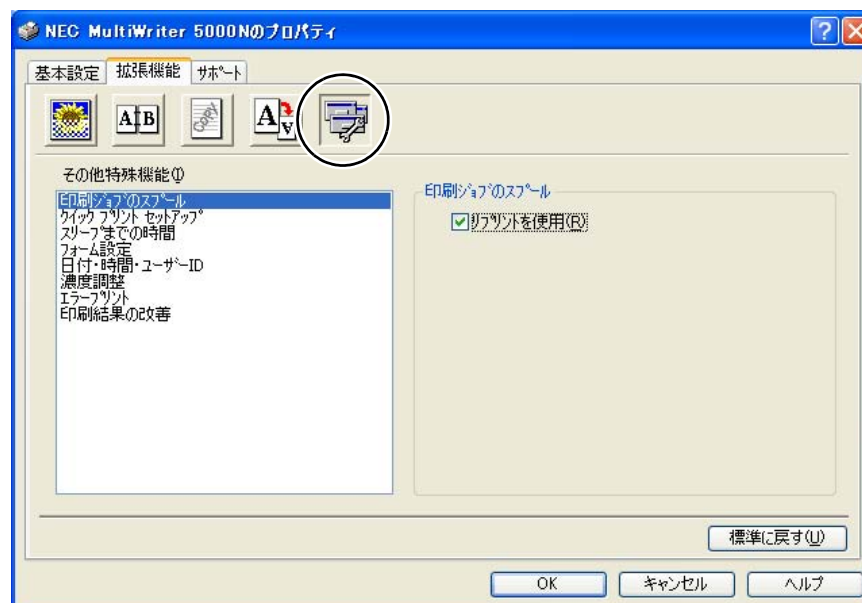 NEC MultiWriter 5000Nのプロパティ
基本設定 拡張機能 サポート
A B
Copy
A A
その他特殊機能(I)
印刷ジョブのスプール
クイック プリント セットアップ
スリープまでの時間
フォーム設定
日付・時間・ユーザーID
濃度調整
エラープリント
印刷結果の改善
印刷ジョブのスプール
リプリントを使用(R)
標準に戻す(U)
OK キャンセル ヘルプ